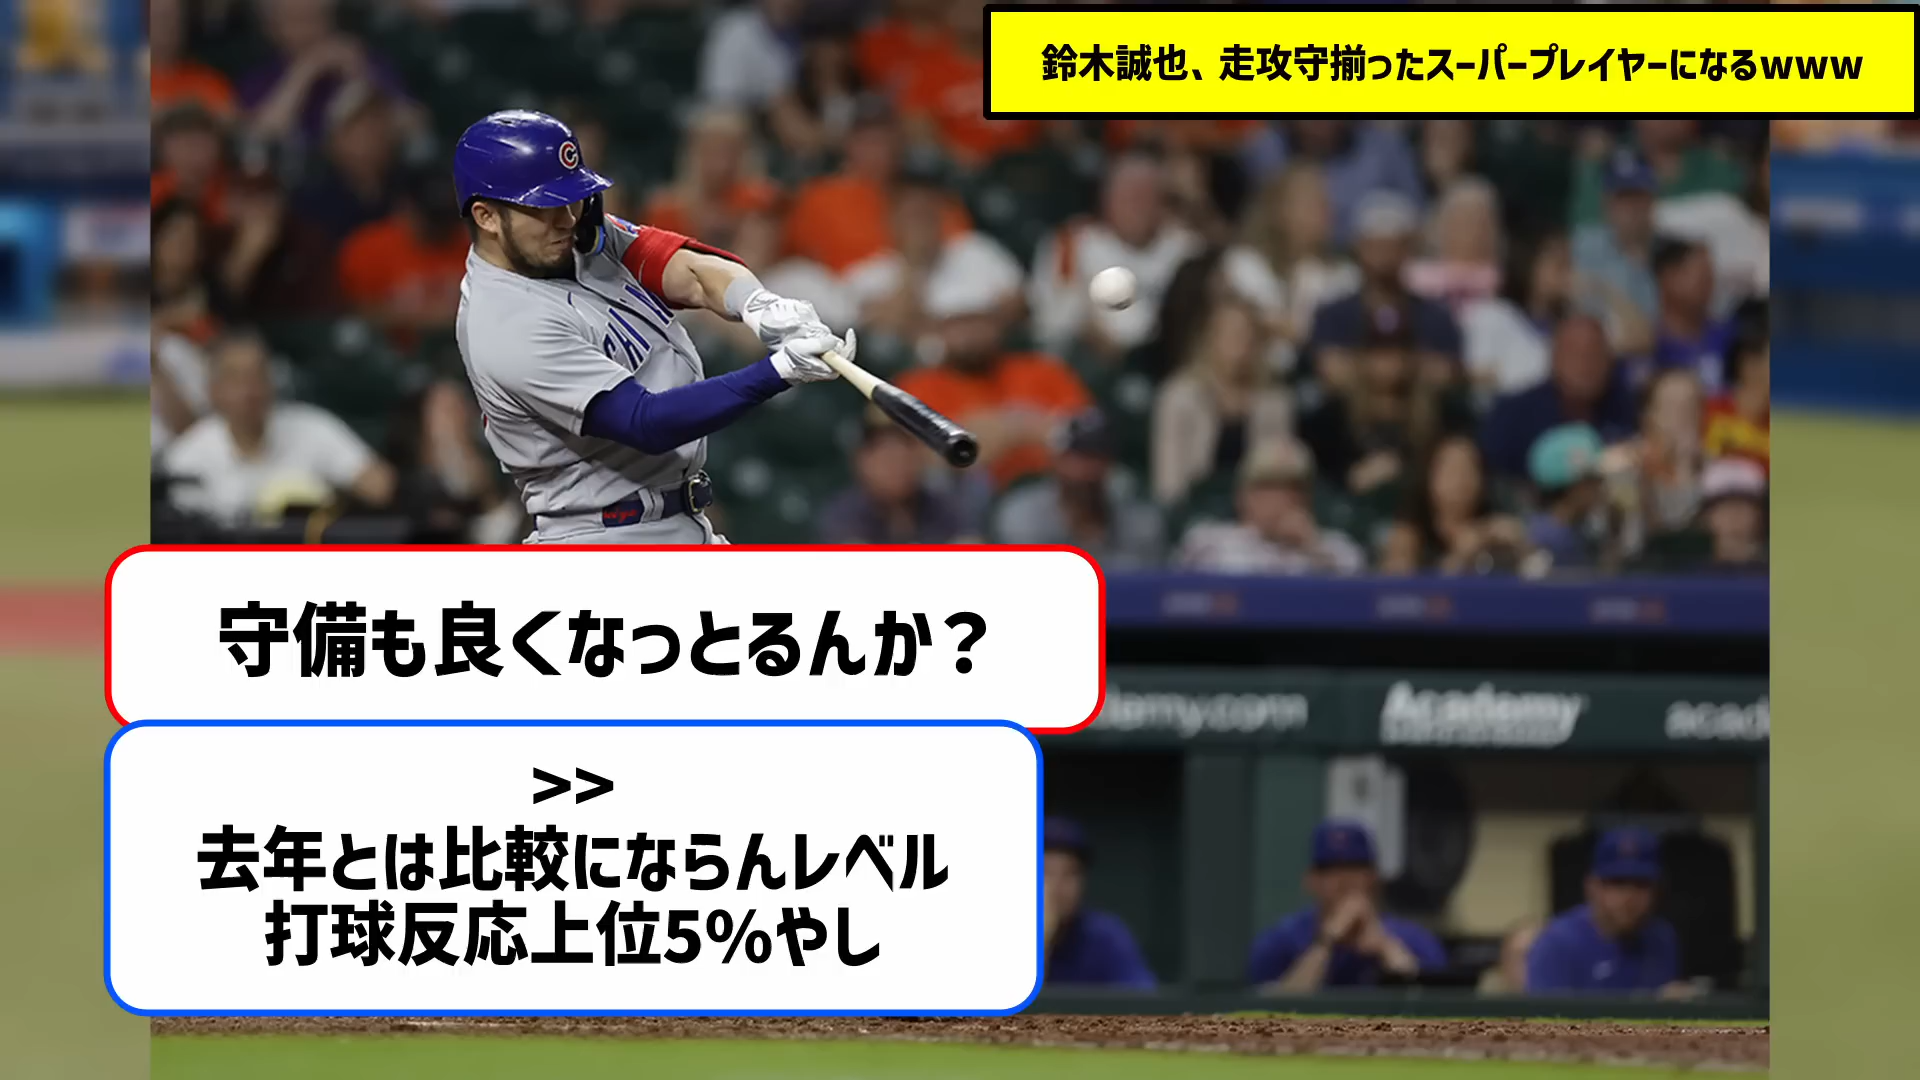 鈴木誠也、走攻守揃ったスーパープレイヤーになるwww
守備も良くなっとるんか？
>>
去年とは比較にならんレベル
打球反応上位5%やし
Academy